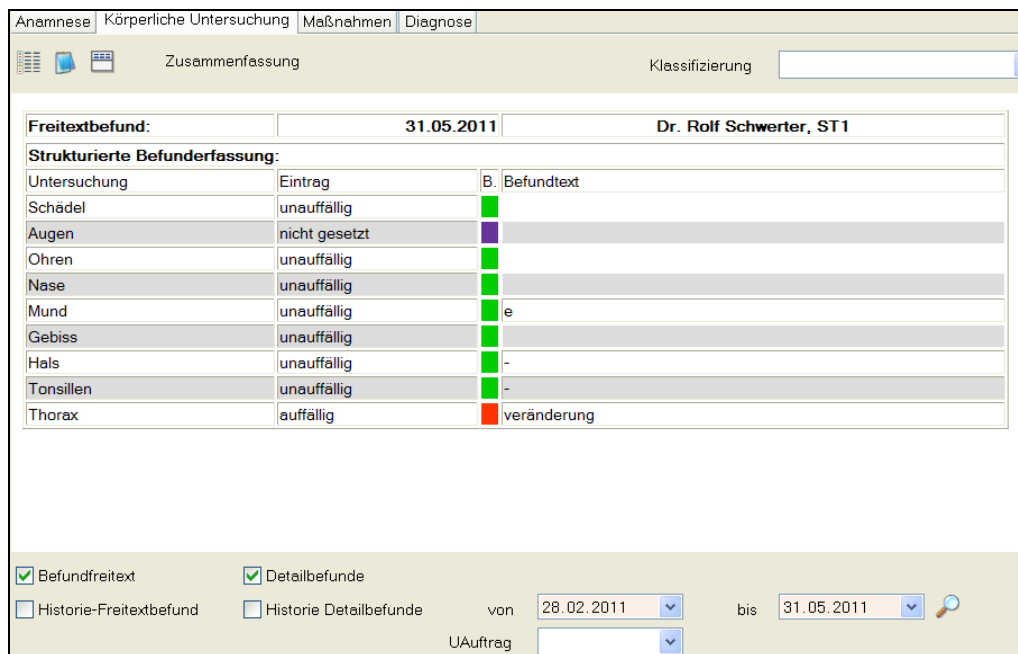 Anamnese Körperliche Untersuchung Maßnahmen Diagnose
Zusammenfassung Klassifizierung
Freitextbefund: 31.05.2011 Dr. Rolf Schwerter, ST1
Strukturierte Befunderfassung:
Untersuchung Eintrag B. Befundtext
Schädel unauffällig
Augen nicht gesetzt
Ohren unauffällig
Nase unauffällig
Mund unauffällig e
Gebiss unauffällig
Hals unauffällig -
Tonsillen unauffällig -
Thorax auffällig veränderung
Befundfreitext Detailbefunde
Historie-Freitextbefund Historie Detailbefunde von 28.02.2011 bis 31.05.2011
UAuftrag